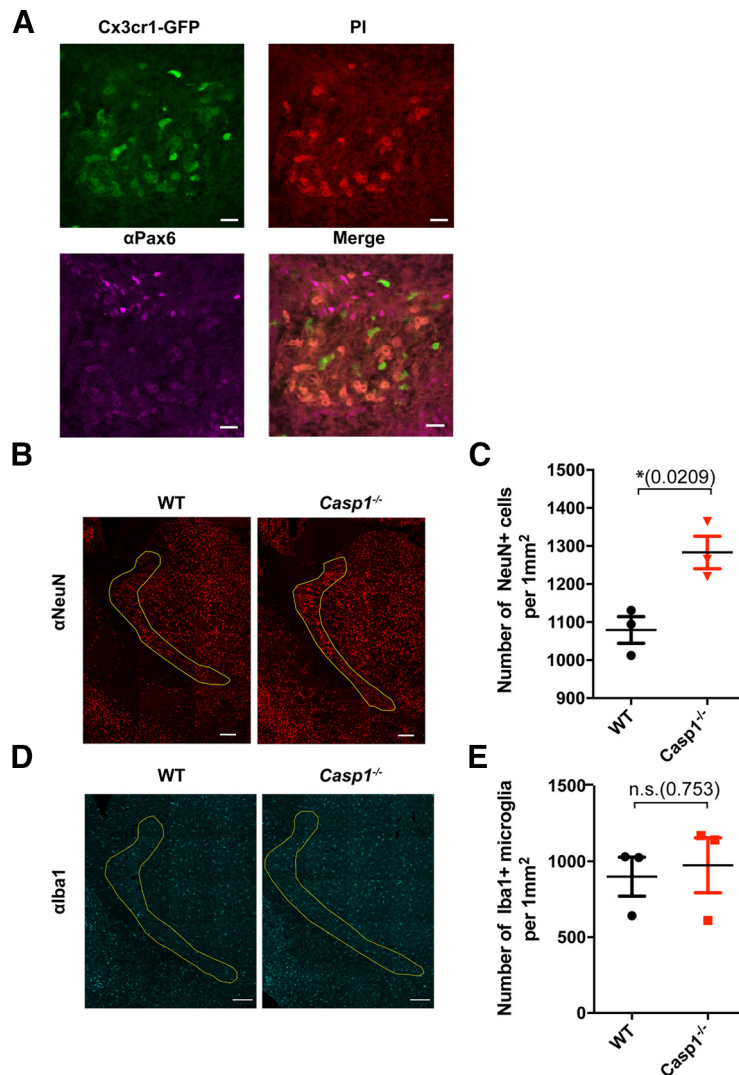 A
Cx3cr1-GFP
PI
αPax6
Merge
B
WT
Casp1-/-
αNeuN
C
Number of NeuN+ cells
per 1mm2
1500
1400
1300
1200
1100
1000
900
*(0.0209)
WT
Casp1-/-
D
WT
Casp1-/-
αIba1
E
Number of Iba1+ microglia
per 1mm2
1500
1000
500
0
n.s.(0.753)
WT
Casp1-/-